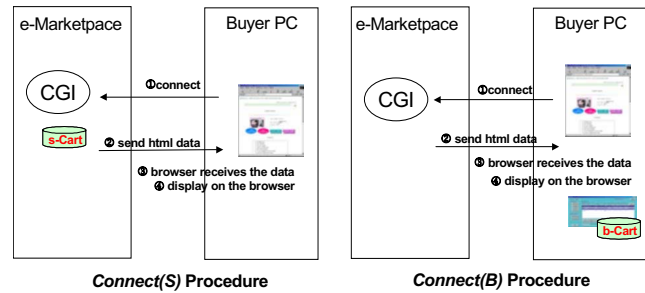 e-Marketpace
Buyer PC
CGI
①connect
s-Cart
② send html data
③ browser receives the data
④ display on the browser
Connect(S) Procedure
e-Marketpace
Buyer PC
CGI
①connect
② send html data
③ browser receives the data
④ display on the browser
b-Cart
Connect(B) Procedure